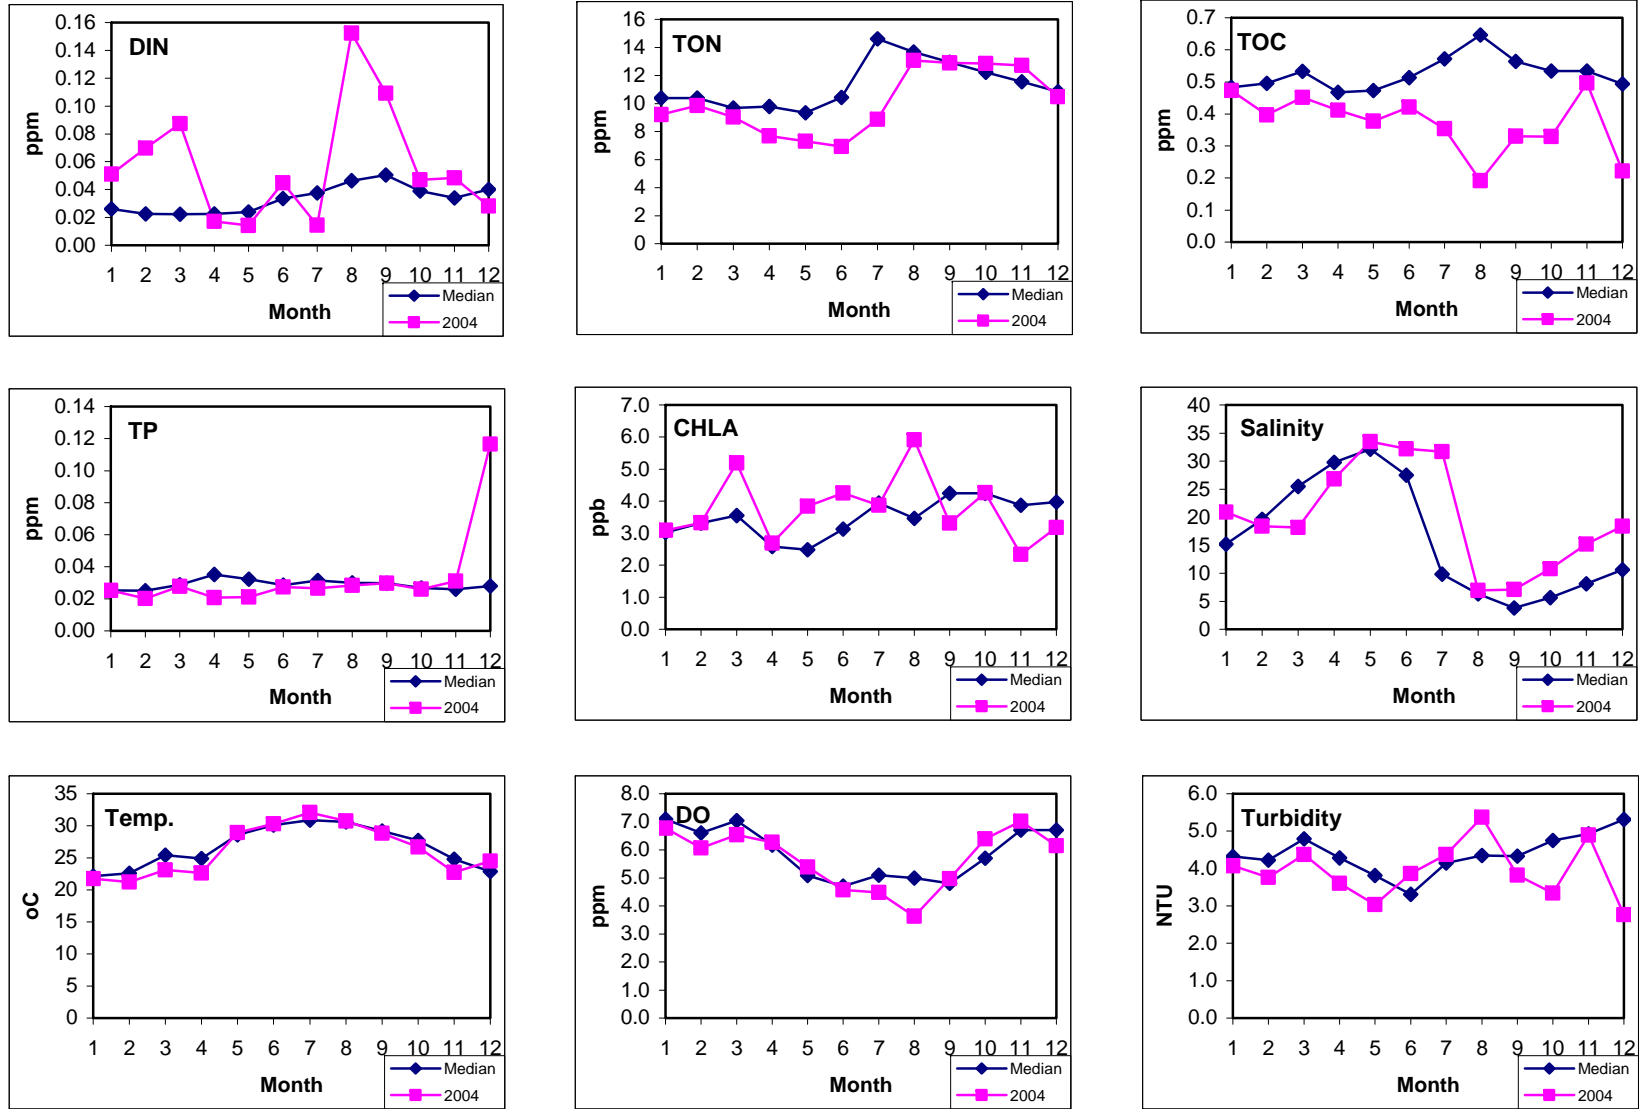 DIN
ppm
0.16
0.14
0.12
0.10
0.08
0.06
0.04
0.02
0.00
1 2 3 4 5 6 7 8 9 10 11 12
Month
Median
2004
TON
ppm
16
14
12
10
8
6
4
2
0
1 2 3 4 5 6 7 8 9 10 11 12
Month
Median
2004
TOC
ppm
0.7
0.6
0.5
0.4
0.3
0.2
0.1
0.0
1 2 3 4 5 6 7 8 9 10 11 12
Month
Median
2004
TP
ppm
0.14
0.12
0.10
0.08
0.06
0.04
0.02
0.00
1 2 3 4 5 6 7 8 9 10 11 12
Month
Median
2004
CHLA
ppb
7.0
6.0
5.0
4.0
3.0
2.0
1.0
0.0
1 2 3 4 5 6 7 8 9 10 11 12
Month
Median
2004
Salinity
40
35
30
25
20
15
10
5
0
1 2 3 4 5 6 7 8 9 10 11 12
Month
Median
2004
Temp.
oC
35
30
25
20
15
10
5
0
1 2 3 4 5 6 7 8 9 10 11 12
Month
Median
2004
DO
ppm
8.0
7.0
6.0
5.0
4.0
3.0
2.0
1.0
0.0
1 2 3 4 5 6 7 8 9 10 11 12
Month
Median
2004
Turbidity
NTU
6.0
5.0
4.0
3.0
2.0
1.0
0.0
1 2 3 4 5 6 7 8 9 10 11 12
Month
Median
2004